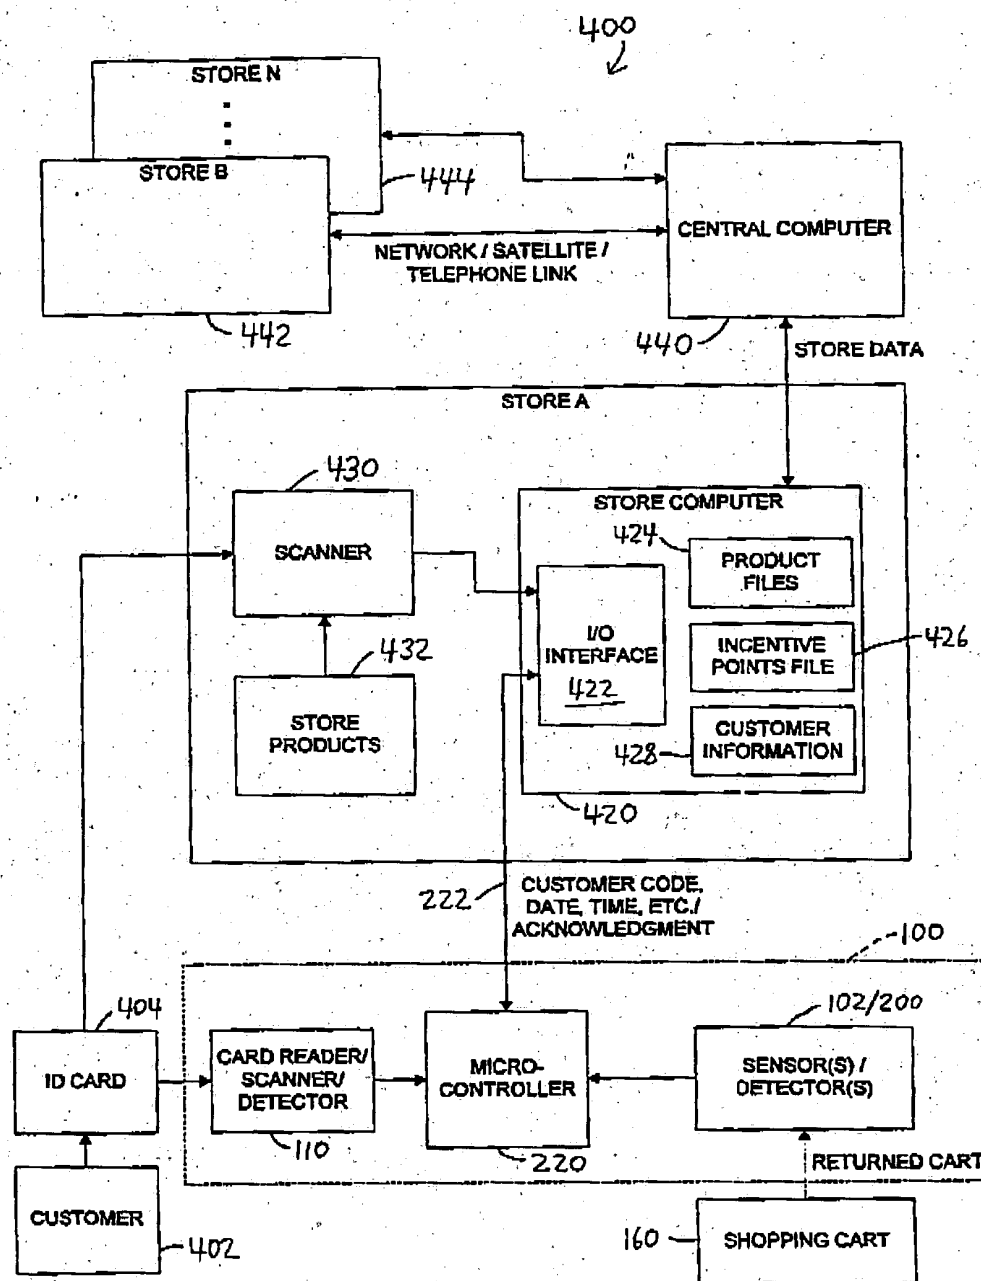 400
STORE N
STORE B
444
NETWORK / SATELLITE /
TELEPHONE LINK
442
CENTRAL COMPUTER
440
STORE DATA
STORE A
430
SCANNER
432
STORE
PRODUCTS
STORE COMPUTER
424
PRODUCT
FILES
I/O
INTERFACE
422
INCENTIVE
POINTS FILE
426
CUSTOMER
INFORMATION
428
420
222
CUSTOMER CODE,
DATE, TIME, ETC./
ACKNOWLEDGMENT
100
404
ID CARD
CARD READER/
SCANNER/
DETECTOR
110
MICRO-
CONTROLLER
220
102/200
SENSOR(S) /
DETECTOR(S)
RETURNED CART
CUSTOMER
402
160
SHOPPING CART